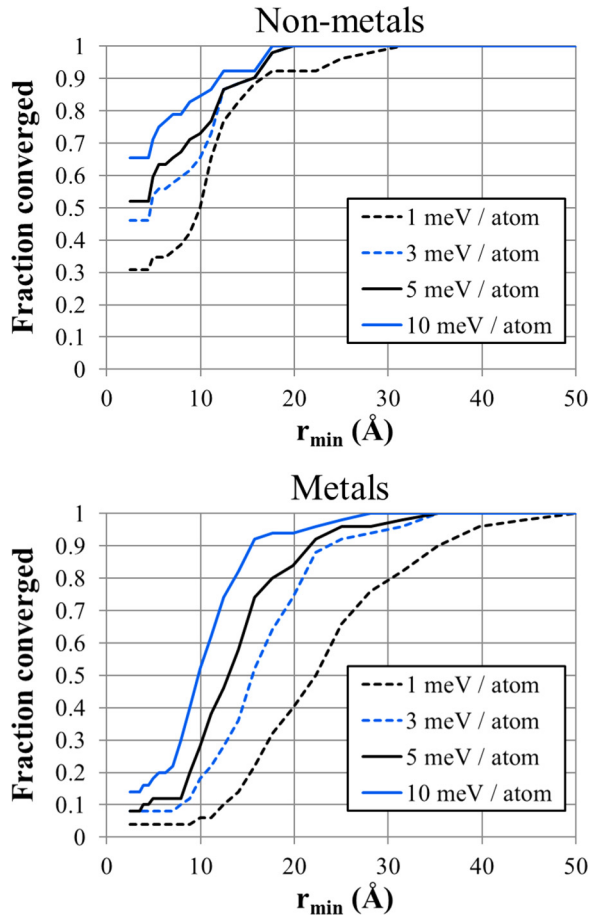 Non-metals
Fraction converged
1
0.9
0.8
0.7
0.6
0.5
0.4
0.3
0.2
0.1
0
1 meV / atom
3 meV / atom
5 meV / atom
10 meV / atom
0 10 20 30 40 50
r_min (Å)
Metals
Fraction converged
1
0.9
0.8
0.7
0.6
0.5
0.4
0.3
0.2
0.1
0
1 meV / atom
3 meV / atom
5 meV / atom
10 meV / atom
0 10 20 30 40 50
r_min (Å)